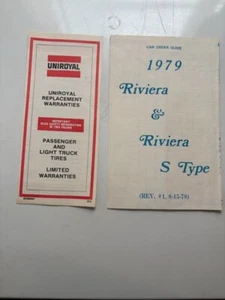 UNIROYAL
UNIROYAL
REPLACEMENT
WARRANTIES
IMPORTANT!
PASSENGER
AND
LIGHT TRUCK
TIRES
LIMITED
WARRANTIES
CAR ORDER GUIDE
1979
Riviera
&
Riviera
S Type
(REV. #1, 8-15-78)